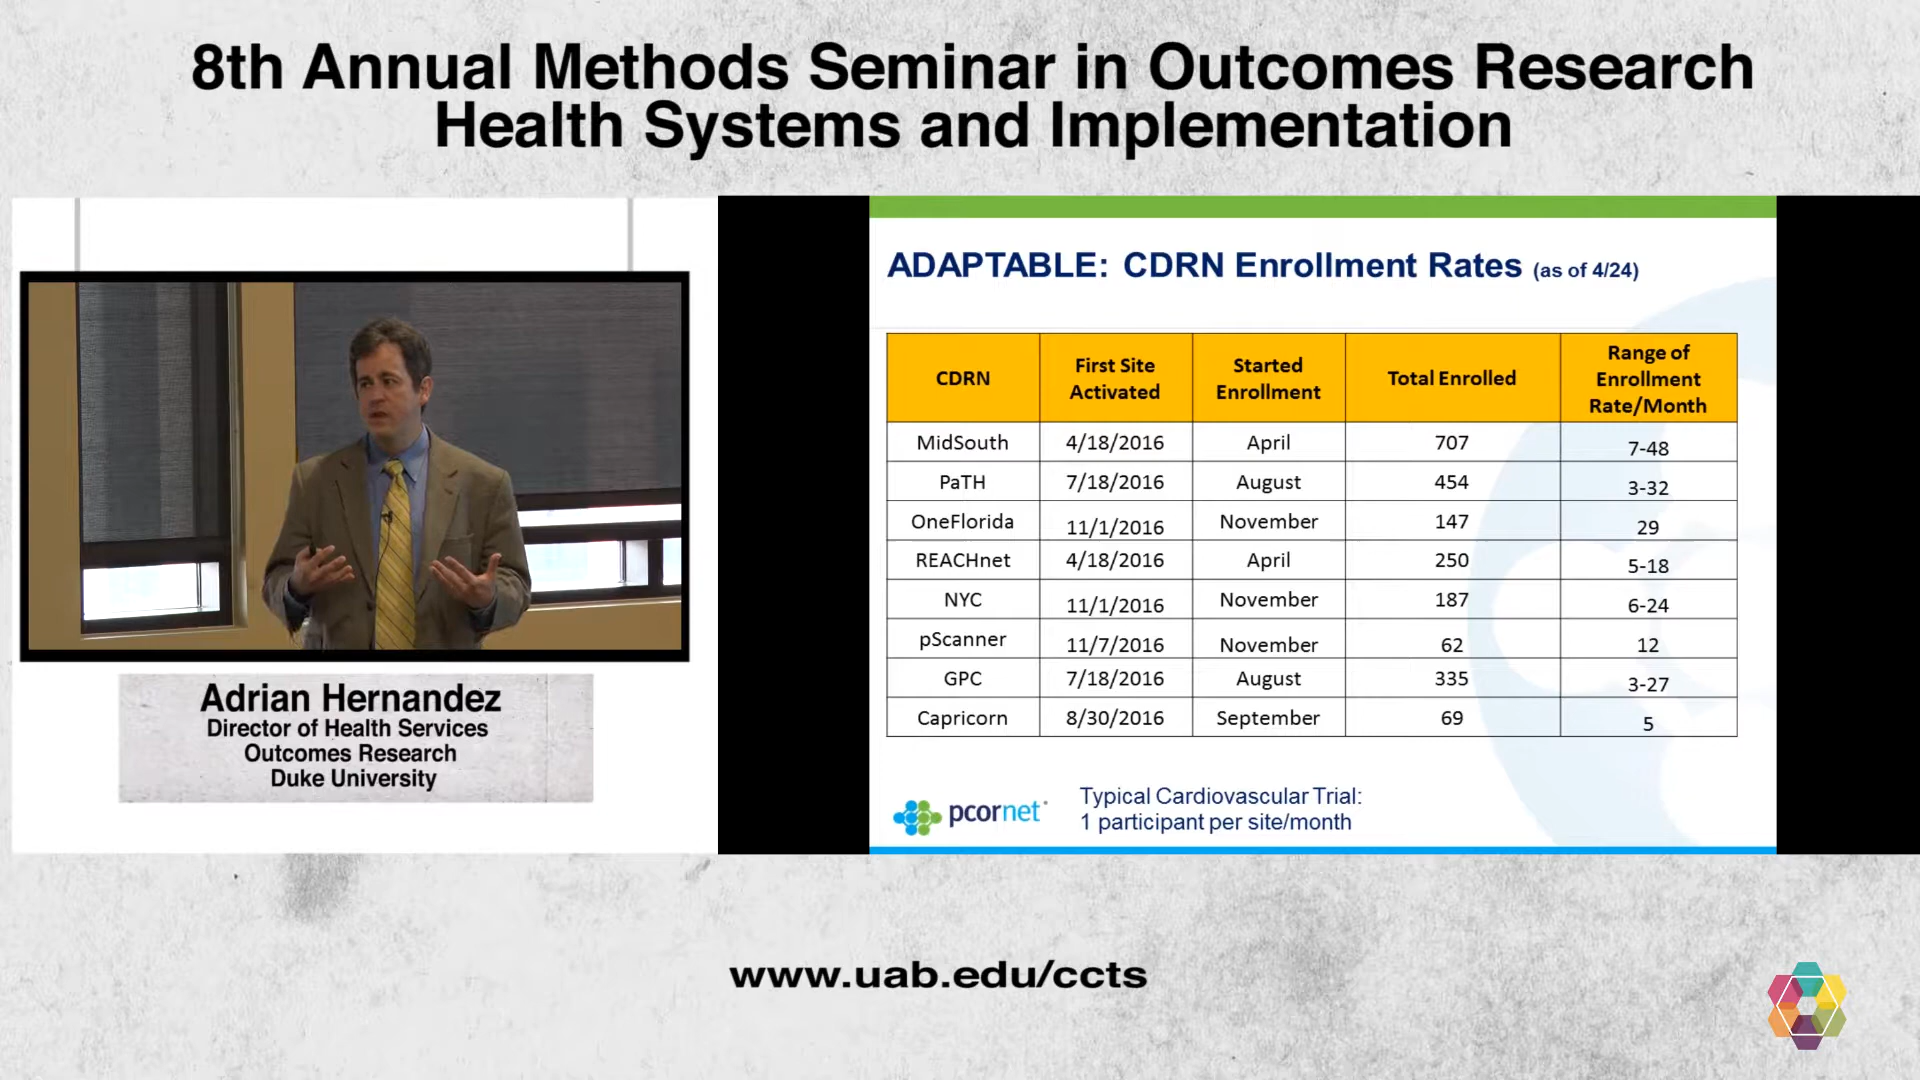 8th Annual Methods Seminar in Outcomes Research
Health Systems and Implementation
Adrian Hernandez
Director of Health Services
Outcomes Research
Duke University
ADAPTABLE: CDRN Enrollment Rates (as of 4/24)
CDRN First Site Activated Started Enrollment Total Enrolled Range of Enrollment Rate/Month
MidSouth 4/18/2016 April 707 7-48
PaTH 7/18/2016 August 454 3-32
OneFlorida 11/1/2016 November 147 29
REACHnet 4/18/2016 April 250 5-18
NYC 11/1/2016 November 187 6-24
pScanner 11/7/2016 November 62 12
GPC 7/18/2016 August 335 3-27
Capricorn 8/30/2016 September 69 5
pcornet
Typical Cardiovascular Trial:
1 participant per site/month
www.uab.edu/ccts